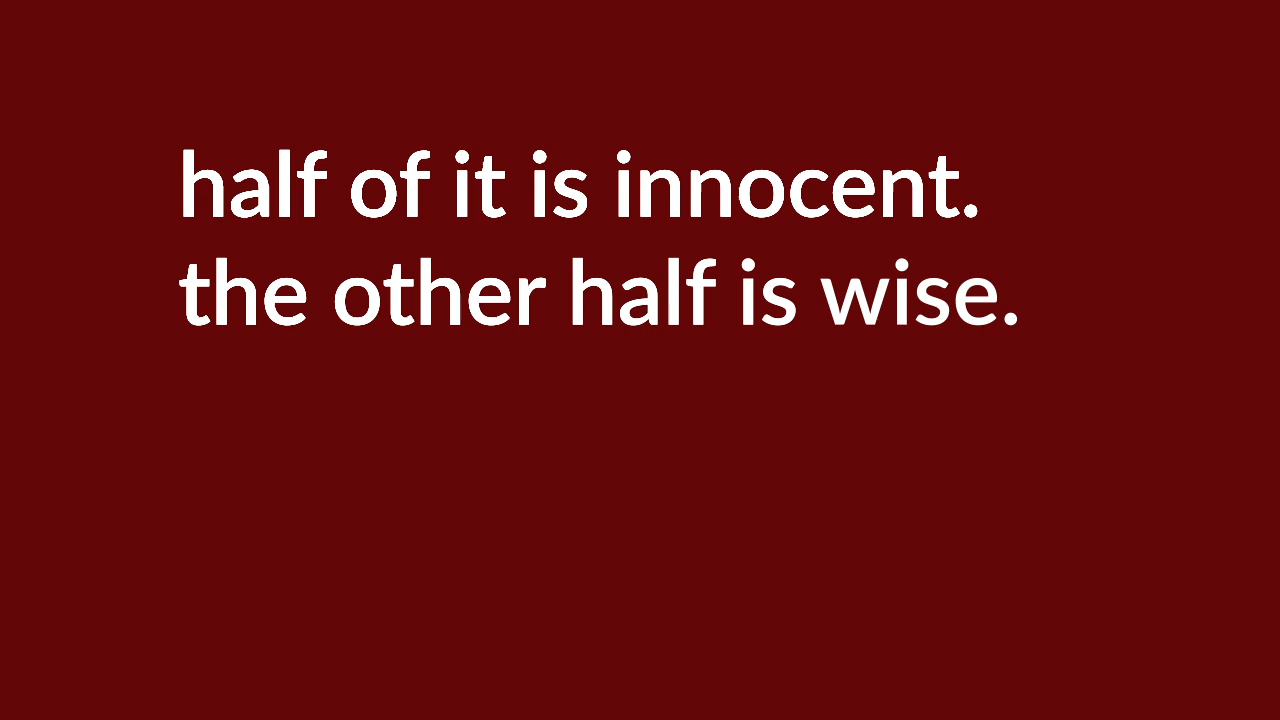 half of it is innocent.
the other half is wise.